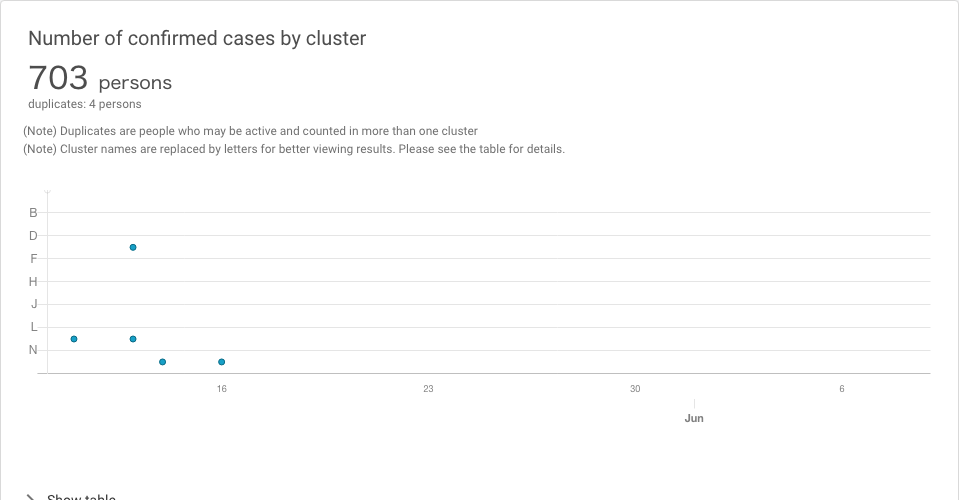 Number of confirmed cases by cluster
703 persons
duplicates: 4 persons
(Note) Duplicates are people who may be active and counted in more than one cluster
(Note) Cluster names are replaced by letters for better viewing results. Please see the table for details.
B
D
F
H
J
L
N
16 23 30 6
Jun
Show table